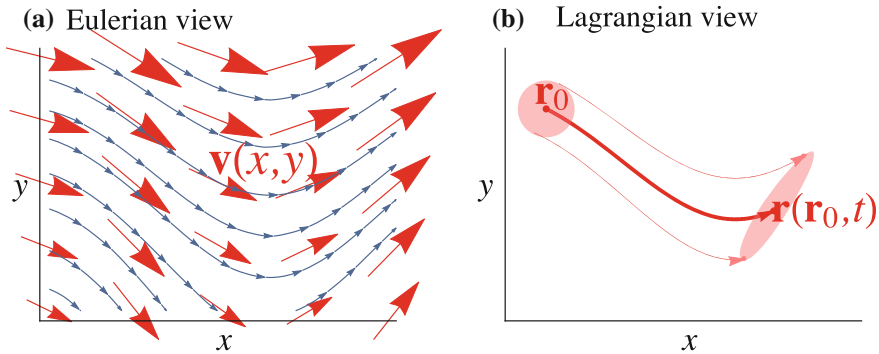 (a) Eulerian view
y
v(x,y)
x
(b) Lagrangian view
r₀
y
r(r₀,t)
x